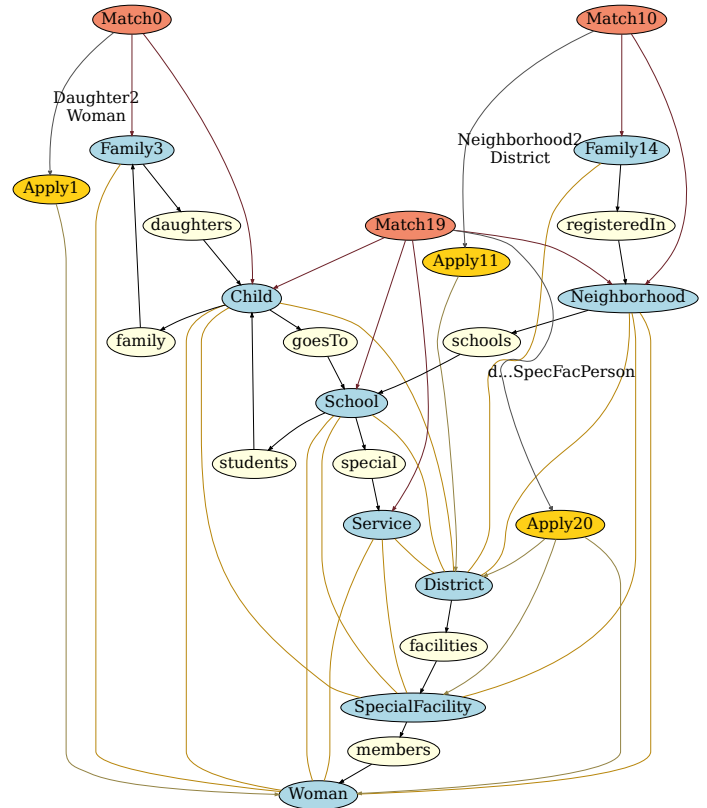 Match0
Match10
Daughter2
Woman
Neighborhood2
District
Family3
Family14
Apply1
daughters
Match19
registeredIn
Apply11
Child
Neighborhood
family
goesTo
schools
d...SpecFacPerson
School
students
special
Service
Apply20
District
facilities
SpecialFacility
members
Woman